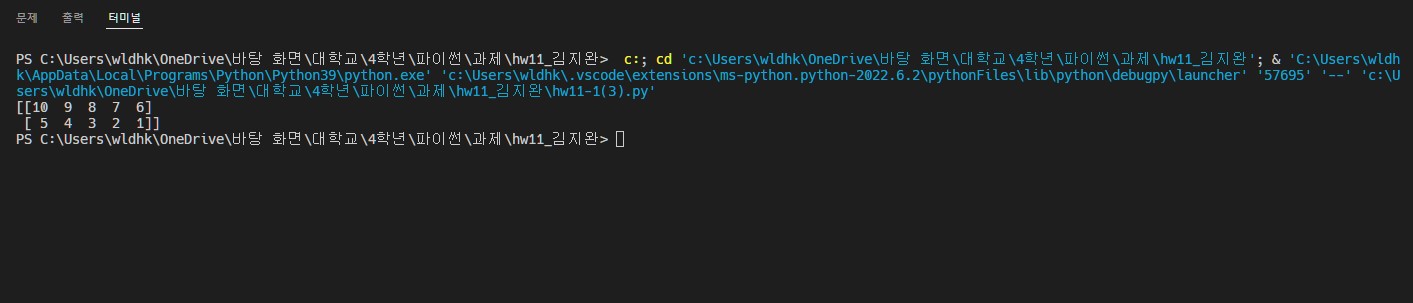 문제 출력 터미널
PS C:\Users\wldhk\OneDrive\바탕 화면\대학교\4학년\파이썬\과제\hw11_김지완>  c:; cd 'c:\Users\wldhk\OneDrive\바탕 화면\대학교\4학년\파이썬\과제\hw11_김지완'; & 'C:\Users\wldh
k\AppData\Local\Programs\Python\Python39\python.exe' 'c:\Users\wldhk\.vscode\extensions\ms-python.python-2022.6.2\pythonFiles\lib\python\debugpy\launcher' '57695' '--' 'c:\U
sers\wldhk\OneDrive\바탕 화면\대학교\4학년\파이썬\과제\hw11_김지완\hw11-1(3).py'
[[10  9  8  7  6]
 [ 5  4  3  2  1]]
PS C:\Users\wldhk\OneDrive\바탕 화면\대학교\4학년\파이썬\과제\hw11_김지완>